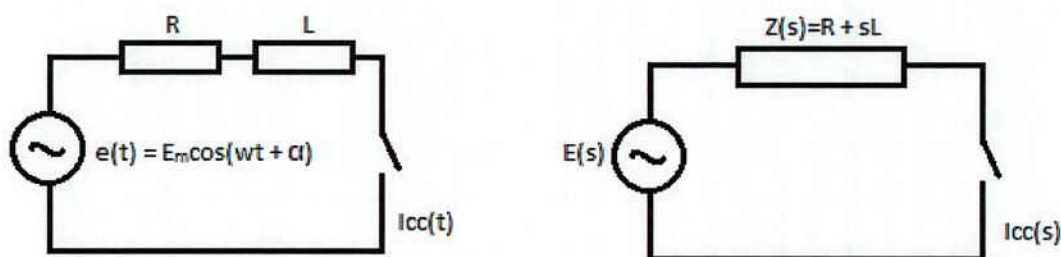 R L
e(t) = Emcos(wt + α)
Icc(t)
Z(s)=R + sL
E(s)
Icc(s)